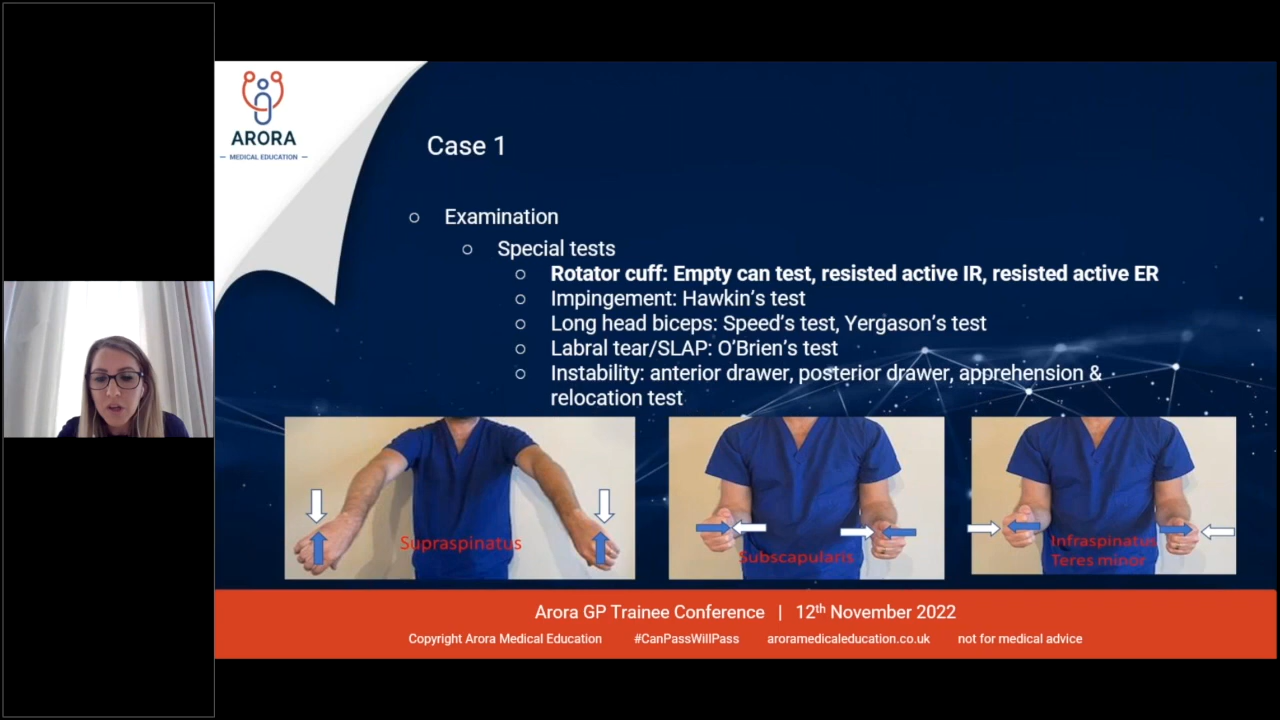 ARORA
MEDICAL EDUCATION
Case 1
Examination
Special tests
Rotator cuff: Empty can test, resisted active IR, resisted active ER
Impingement: Hawkin's test
Long head biceps: Speed's test, Yergason's test
Labral tear/SLAP: O'Brien's test
Instability: anterior drawer, posterior drawer, apprehension &
relocation test
Supraspinatus
Subscapularis
Infraspinatus
Teres minor
Arora GP Trainee Conference | 12th November 2022
Copyright Arora Medical Education #CanPassWillPass aroramedicaleducation.co.uk not for medical advice